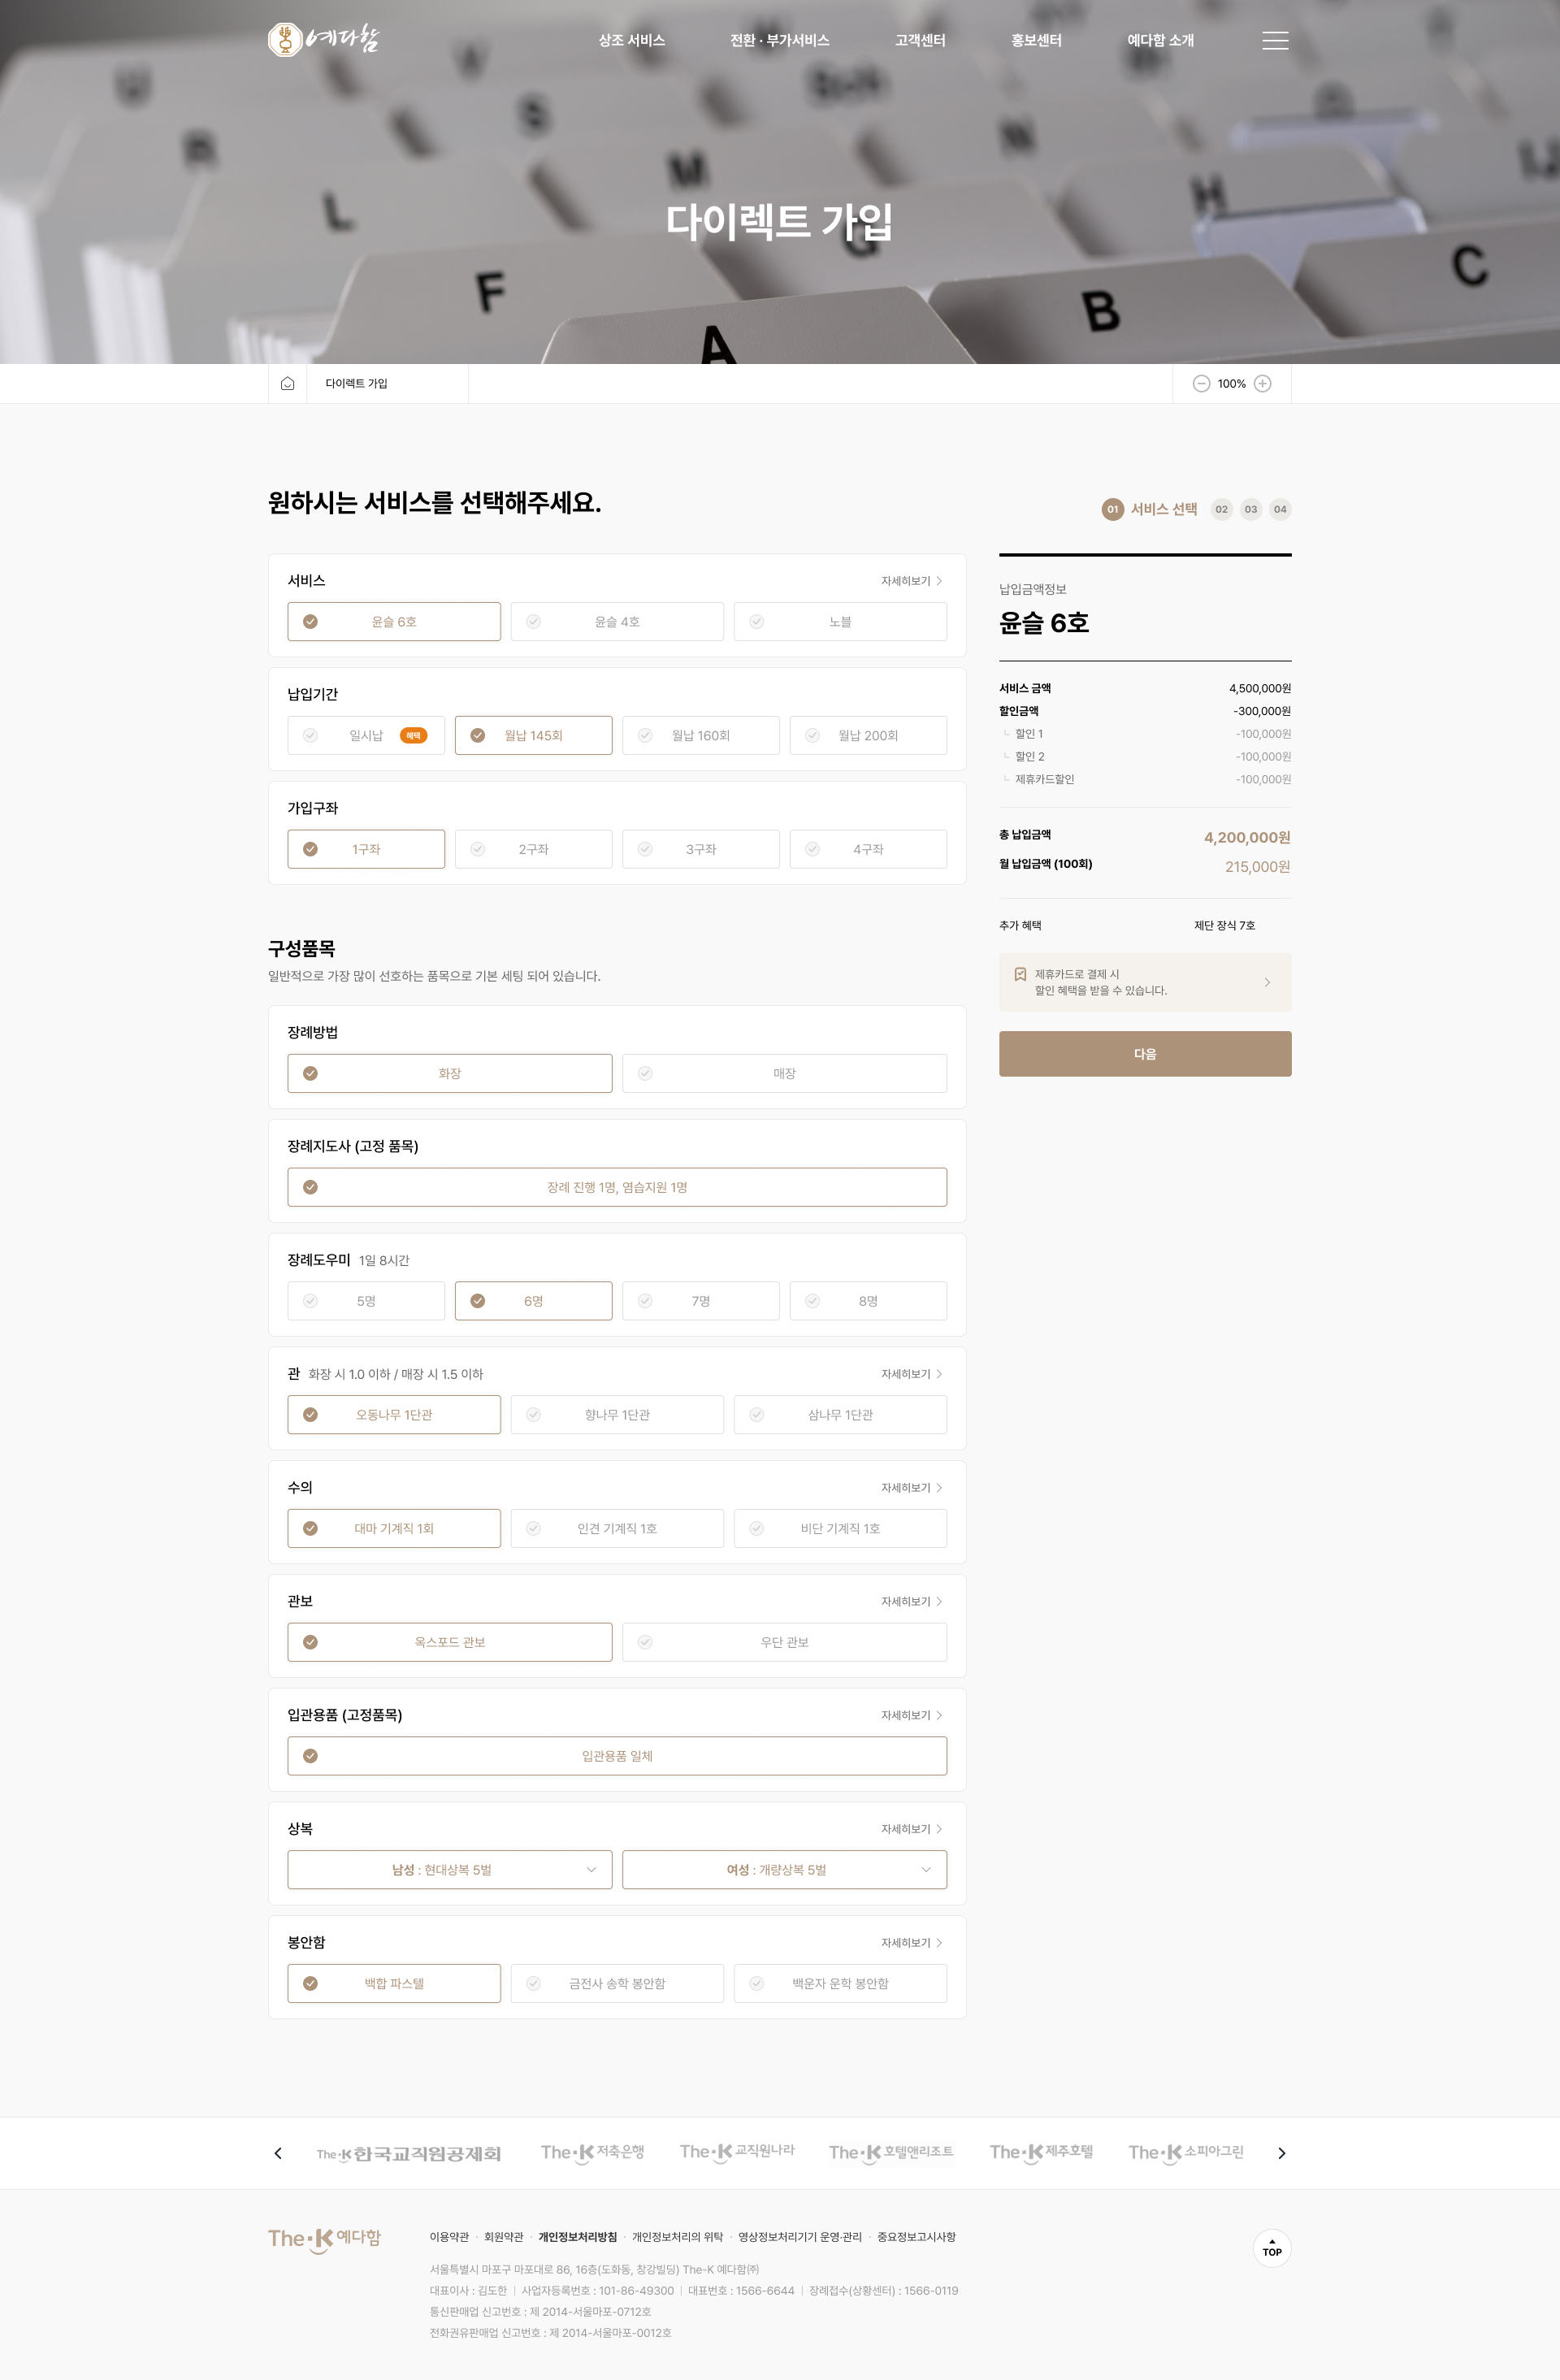 예다함
상조 서비스
전환 · 부가서비스
고객센터
홍보센터
예다함 소개
U
Sch
S
R
N
M
I, J
L
H
다이렉트 가입
G
F
C
B
A
다이렉트 가입
100%
원하시는 서비스를 선택해주세요.
01 서비스 선택 02 03 04
서비스
자세히보기
윤슬 6호
윤슬 4호
노블
납입기간
일시납 혜택
월납 145회
월납 160회
월납 200회
가입구좌
1구좌
2구좌
3구좌
4구좌
납입금액정보
윤슬 6호
서비스 금액 4,500,000원
할인금액 -300,000원
할인 1 -100,000원
할인 2 -100,000원
제휴카드할인 -100,000원
총 납입금액 4,200,000원
월 납입금액 (100회) 215,000원
추가 혜택 제단 장식 7호
제휴카드로 결제 시
할인 혜택을 받을 수 있습니다.
다음
구성품목
일반적으로 가장 많이 선호하는 품목으로 기본 세팅 되어 있습니다.
장례방법
화장
매장
장례지도사 (고정 품목)
장례 진행 1명, 염습지원 1명
장례도우미 1일 8시간
5명
6명
7명
8명
관 화장 시 1.0 이하 / 매장 시 1.5 이하
자세히보기
오동나무 1단관
향나무 1단관
삼나무 1단관
수의
자세히보기
대마 기계직 1회
인견 기계직 1호
비단 기계직 1호
관보
자세히보기
옥스포드 관보
우단 관보
입관용품 (고정품목)
자세히보기
입관용품 일체
상복
자세히보기
남성 : 현대상복 5벌
여성 : 개량상복 5벌
봉안함
자세히보기
백합 파스텔
금전사 송학 봉안함
백운자 운학 봉안함
The·K 한국교직원공제회
The·K 저축은행
The·K 교직원나라
The·K 호텔앤리조트
The·K 제주호텔
The·K 소피아그린
The·K 예다함
이용약관 · 회원약관 · 개인정보처리방침 · 개인정보처리의 위탁 · 영상정보처리기기 운영·관리 · 중요정보고시사항
서울특별시 마포구 마포대로 86, 16층(도화동, 창강빌딩) The-K 예다함㈜
대표이사 : 김도한 | 사업자등록번호 : 101-86-49300 | 대표번호 : 1566-6644 | 장례접수(상황센터) : 1566-0119
통신판매업 신고번호 : 제 2014-서울마포-0712호
전화권유판매업 신고번호 : 제 2014-서울마포-0012호
TOP